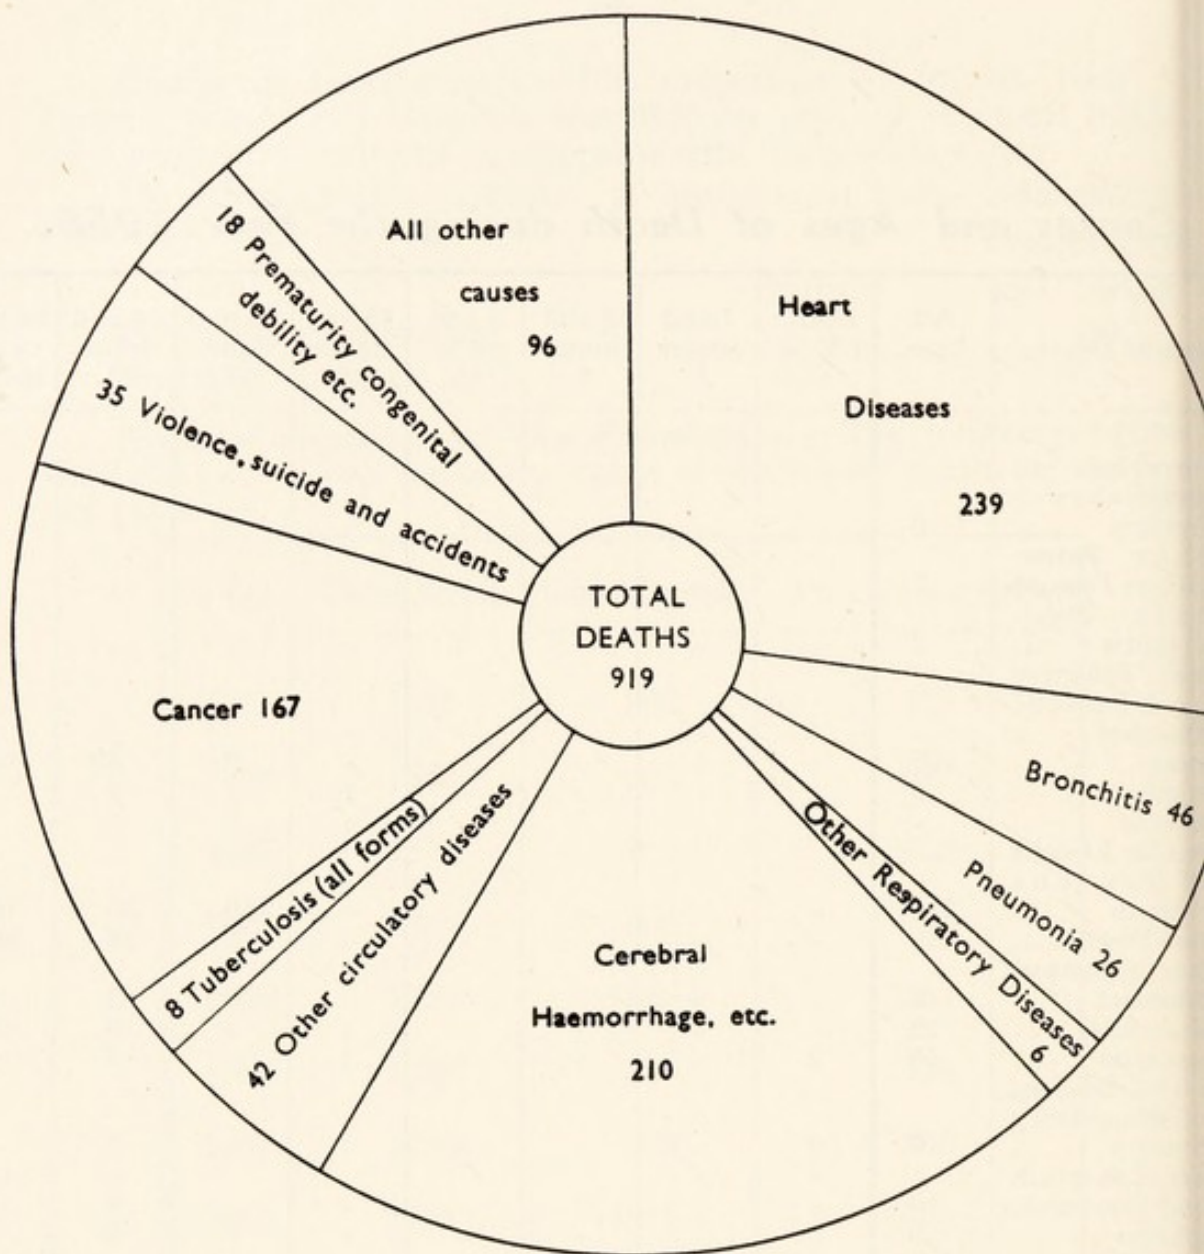 All other
causes
96
Heart
Diseases
239
Bronchitis 46
Pneumonia 26
Other Respiratory Diseases
6
Cerebral
Haemorrhage, etc.
210
42 Other circulatory diseases
8 Tuberculosis (all forms)
Cancer 167
35 Violence, suicide and accidents
18 Prematurity congenital
debility etc.
TOTAL
DEATHS
919